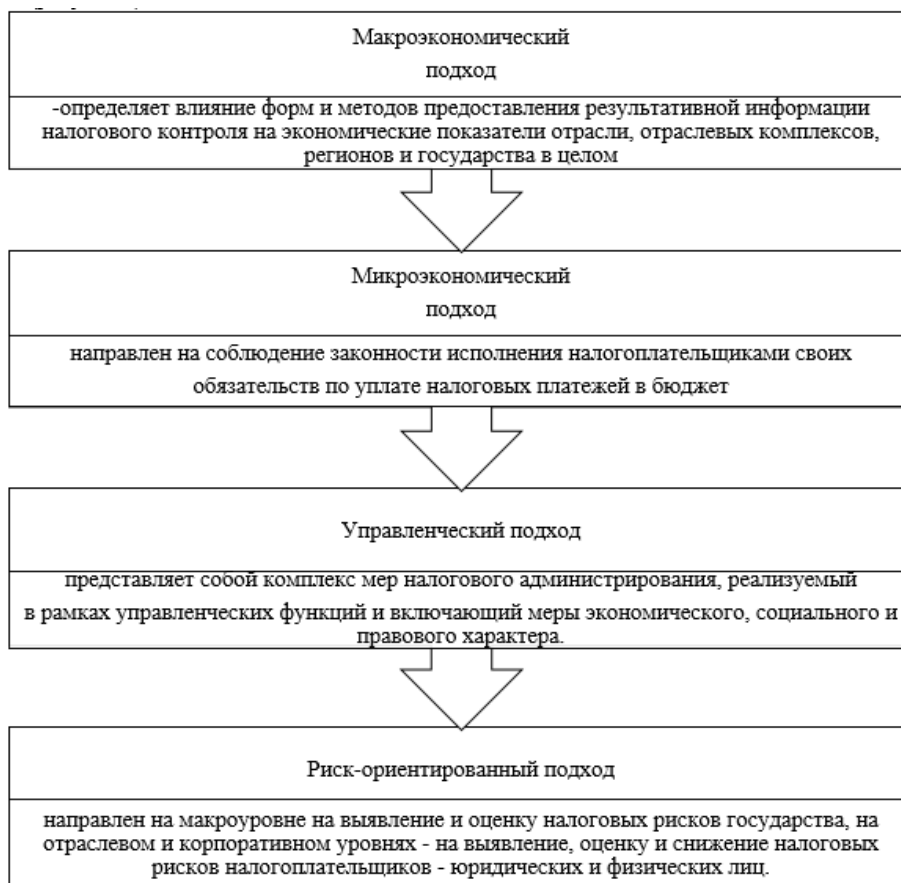 Макроэкономический
подход
-определяет влияние форм и методов предоставления результативной информации
налогового контроля на экономические показатели отрасли, отраслевых комплексов,
регионов и государства в целом
Микроэкономический
подход
направлен на соблюдение законности исполнения налогоплательщиками своих
обязательств по уплате налоговых платежей в бюджет
Управленческий подход
представляет собой комплекс мер налогового администрирования, реализуемый
в рамках управленческих функций и включающий меры экономического, социального и
правового характера.
Риск-ориентированный подход
направлен на макроуровне на выявление и оценку налоговых рисков государства, на
отраслевом и корпоративном уровнях - на выявление, оценку и снижение налоговых
рисков налогоплательщиков - юридических и физических лиц.